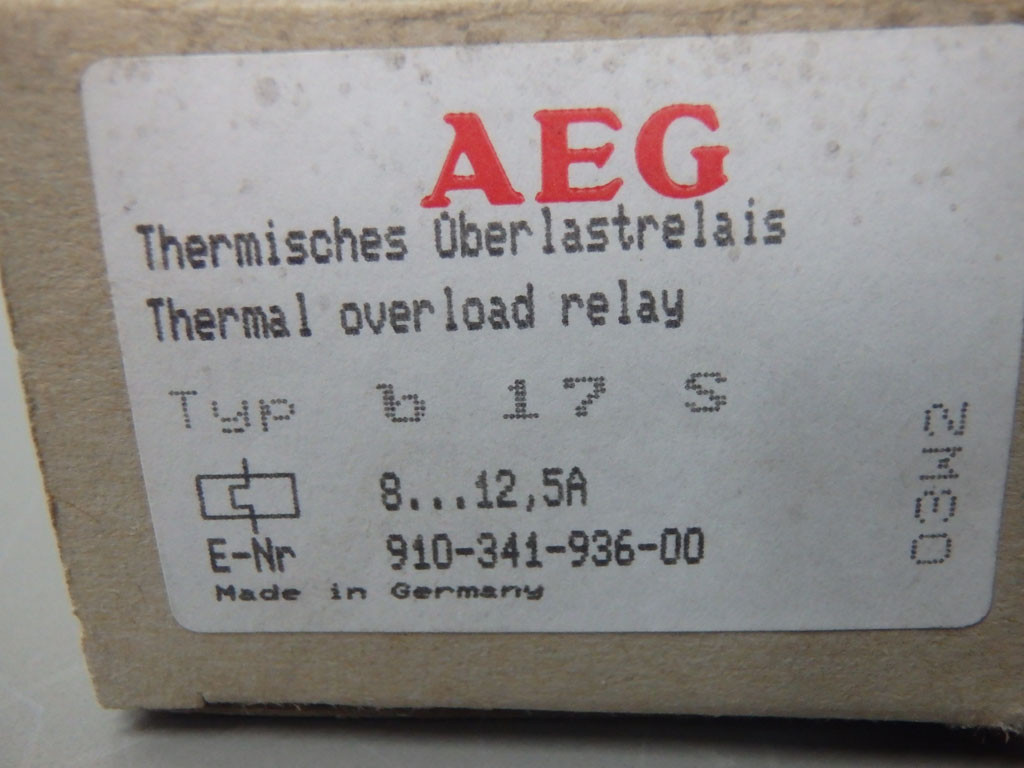 AEG
Thermisches Überlastrelais
Thermal overload relay
Typ b 17 S
8...12,5A
E-Nr 910-341-936-00
Made in Germany